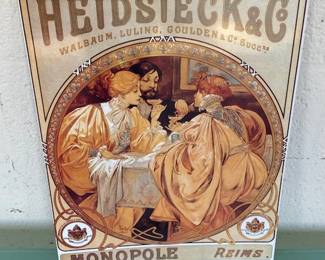 HEIDSIECK & Cº
WALBAUM, LULING, GOULDEN & Cº SUCCRS
MONOPOLE REIMS.